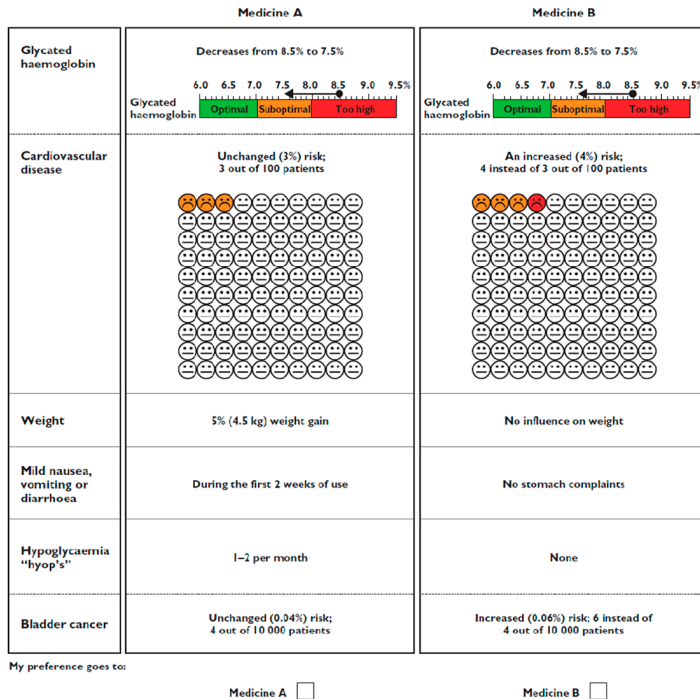 Medicine A
Medicine B
Glycated
haemoglobin
Decreases from 8.5% to 7.5%
6.0 6.5 7.0 7.5 8.0 8.5 9.0 9.5%
Glycated
haemoglobin
Optimal Suboptimal Too high
Decreases from 8.5% to 7.5%
6.0 6.5 7.0 7.5 8.0 8.5 9.0 9.5%
Glycated
haemoglobin
Optimal Suboptimal Too high
Cardiovascular
disease
Unchanged (3%) risk;
3 out of 100 patients
An increased (4%) risk;
4 instead of 3 out of 100 patients
Weight
5% (4.5 kg) weight gain
No influence on weight
Mild nausea,
vomiting or
diarrhoea
During the first 2 weeks of use
No stomach complaints
Hypoglycaemia
"hyop's"
1–2 per month
None
Bladder cancer
Unchanged (0.04%) risk;
4 out of 10 000 patients
Increased (0.06%) risk; 6 instead of
4 out of 10 000 patients
My preference goes to:
Medicine A
Medicine B